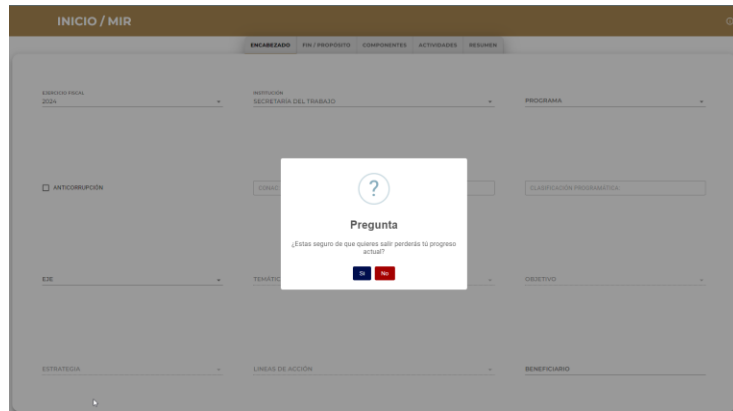 INICIO / MIR
ENCABEZADO FIN / PROPÓSITO COMPONENTES ACTIVIDADES RESUMEN
EJERCICIO FISCAL
2024
INSTITUCIÓN
SECRETARÍA DEL TRABAJO
PROGRAMA
ANTICORRUPCIÓN
CLASIFICACIÓN PROGRAMÁTICA
?
Pregunta
¿Estas seguro de que quieres salir perderás tú progreso
actual?
Si No
EJE
OBJETIVO
ESTRATEGIA
LINEAS DE ACCIÓN
BENEFICIARIO